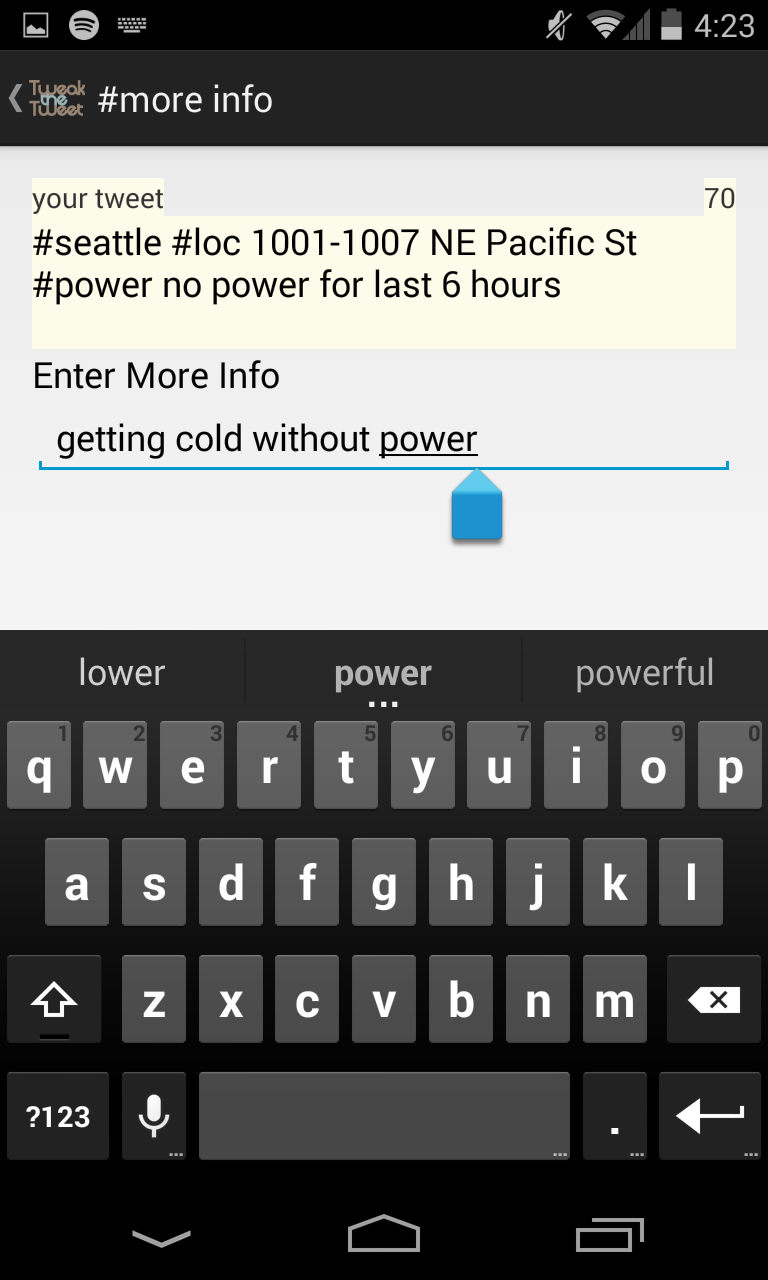 4:23
Tweak
the
Tweet
#more info
your tweet 70
#seattle #loc 1001-1007 NE Pacific St
#power no power for last 6 hours
Enter More Info
getting cold without power
lower power powerful
...
1 2 3 4 5 6 7 8 9 0
q w e r t y u i o p
a s d f g h j k l
z x c v b n m
?123 .